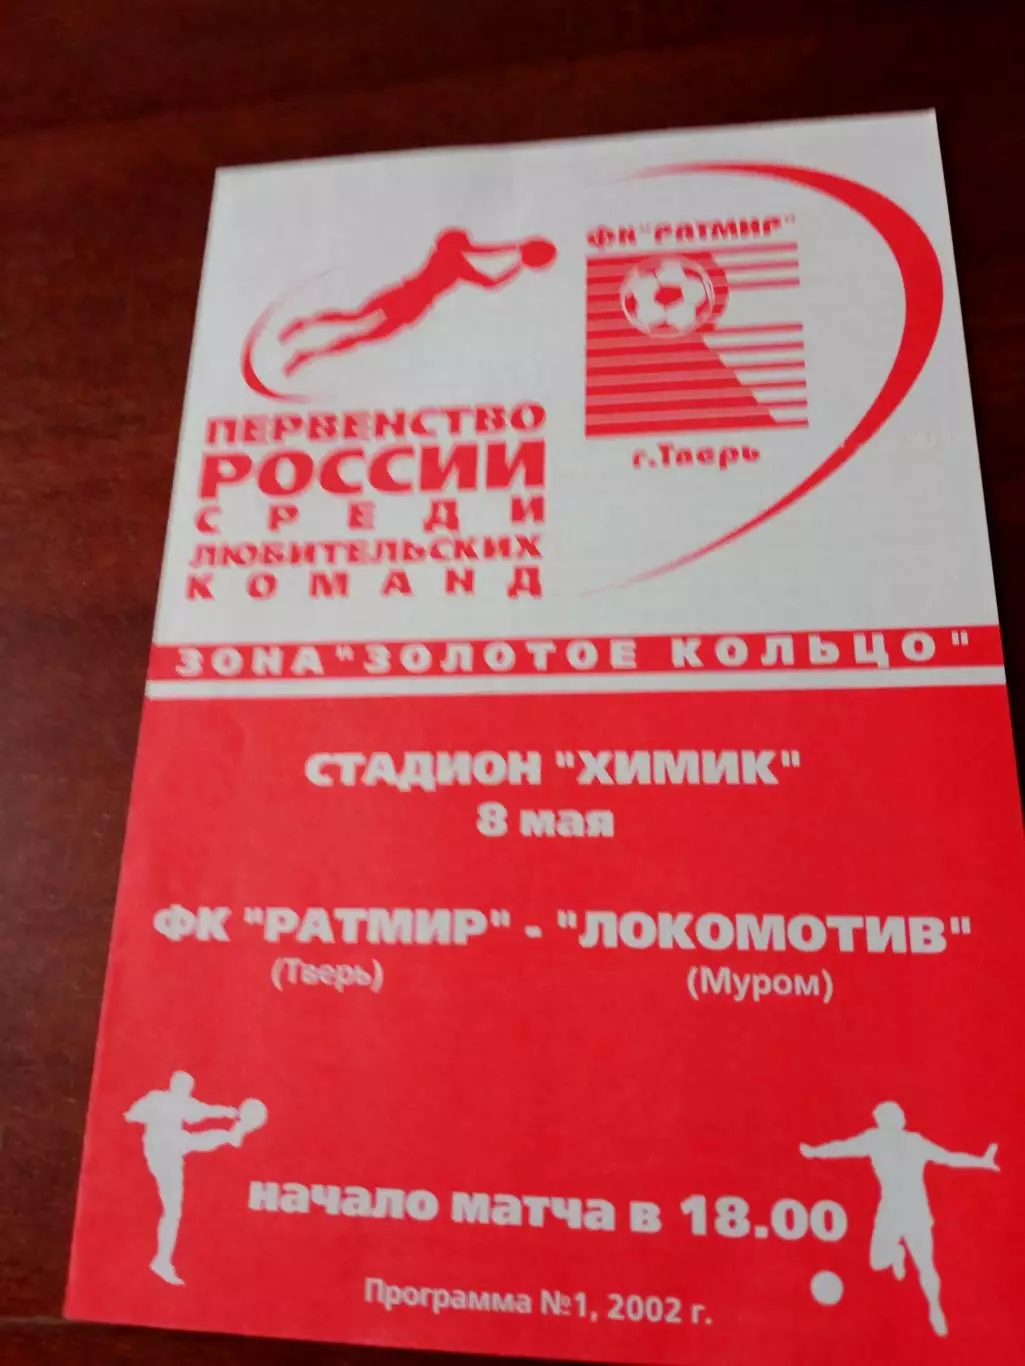 ФК "РАТМИР"
г.Тверь
ПЕРВЕНСТВО
РОССИИ
СРЕДИ
ЛЮБИТЕЛЬСКИХ
КОМАНД
ЗОНА "ЗОЛОТОЕ КОЛЬЦО"
СТАДИОН "ХИМИК"
8 мая
ФК "РАТМИР" - "ЛОКОМОТИВ"
(Тверь) (Муром)
начало матча в 18.00
Программа №1, 2002 г.